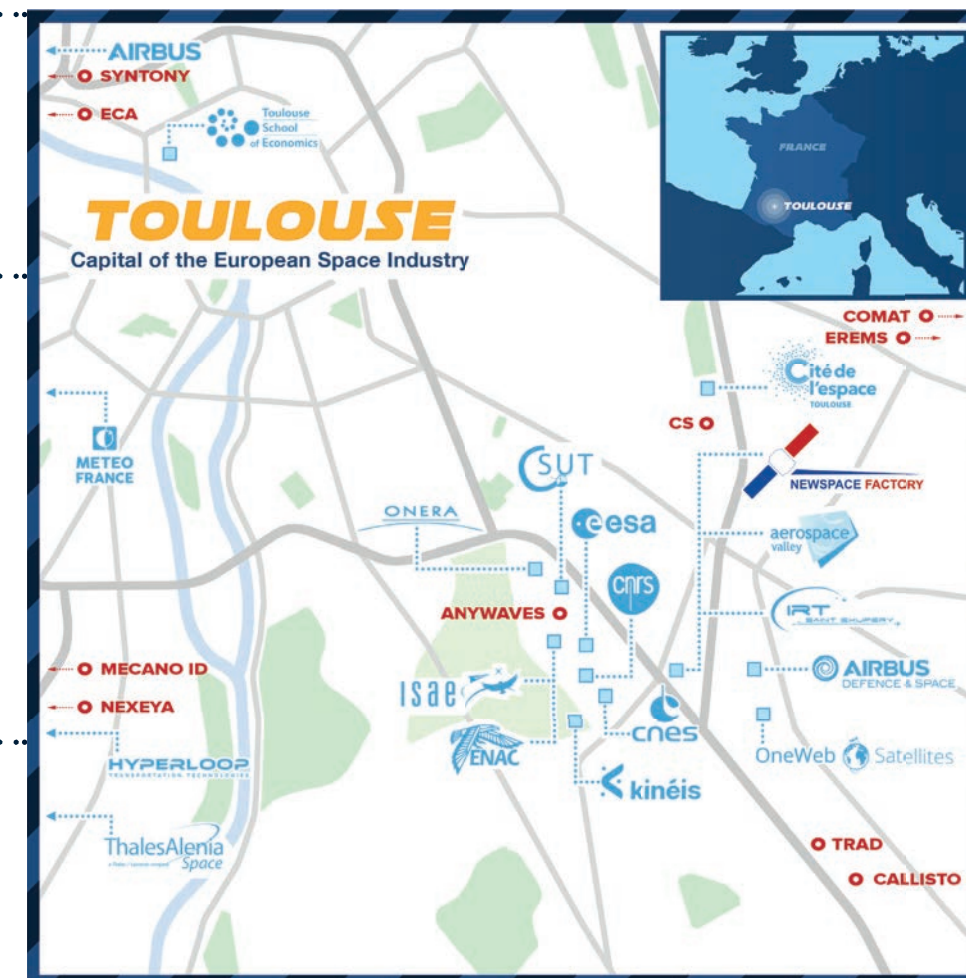 AIRBUS
SYNTONY
ECA
Toulouse
School
of Economics
TOULOUSE
Capital of the European Space Industry
FRANCE
TOULOUSE
COMAT
EREMS
Cité de
l'espace
TOULOUSE
CS
METEO
FRANCE
CSUT
NEWSPACE FACTORY
ONERA
esa
aerospace
valley
cnrs
ANYWAVES
IRT
SAINT EXUPERY
MECANO ID
AIRBUS
DEFENCE & SPACE
isae
NEXEYA
cnes
ENAC
HYPERLOOP
TRANSPORTATION TECHNOLOGIES
OneWeb Satellites
kinéis
ThalesAlenia
Space
TRAD
CALLISTO